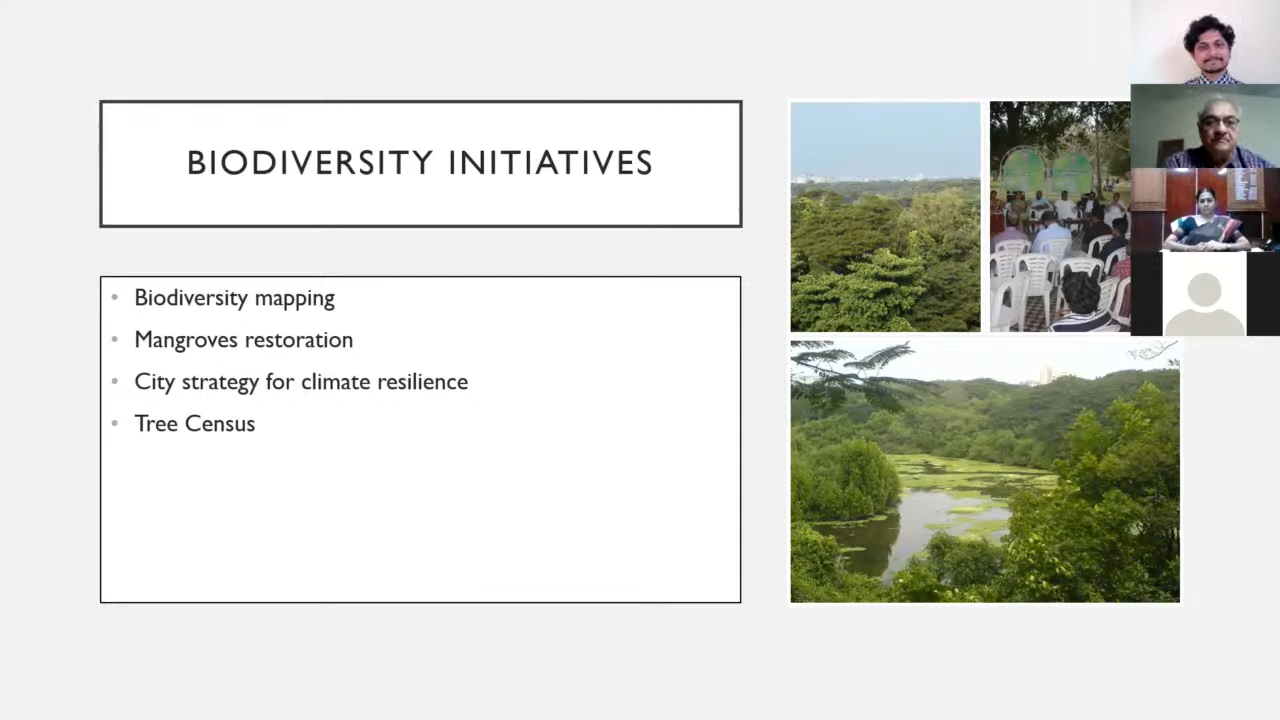 BIODIVERSITY INITIATIVES
• Biodiversity mapping
• Mangroves restoration
• City strategy for climate resilience
• Tree Census